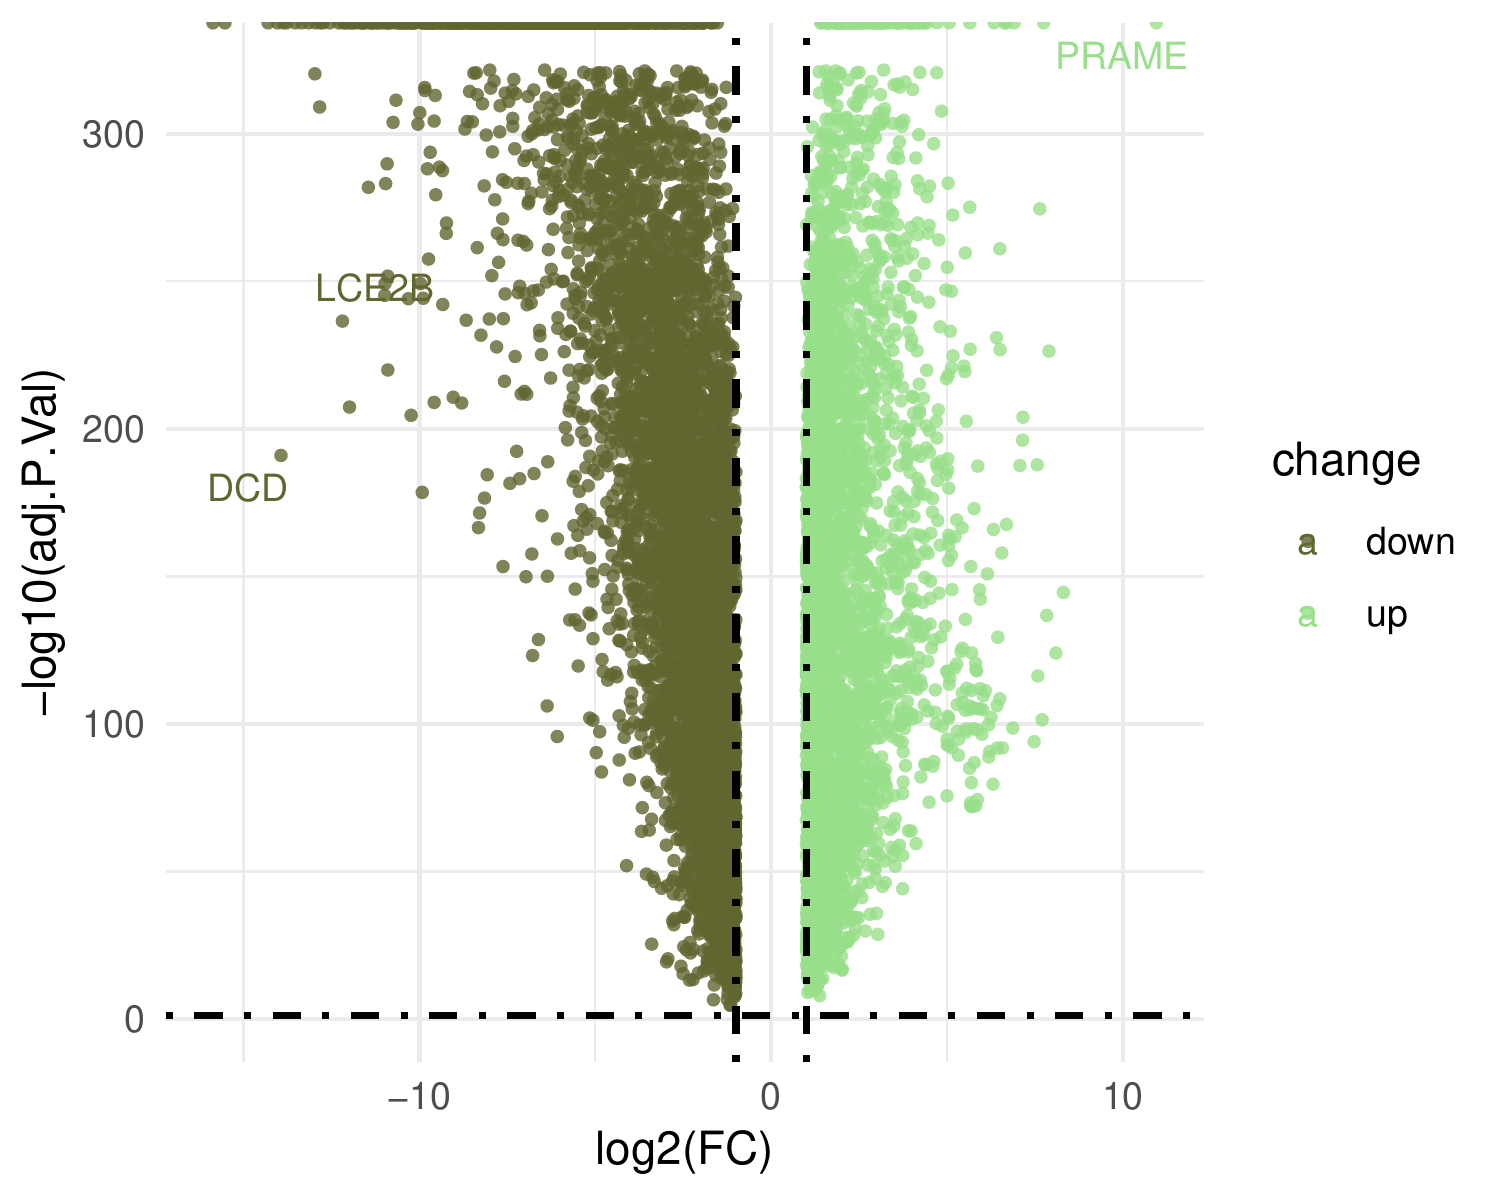 PRAME
300
LCE2B
−log10(adj.P.Val)
200
DCD
100
0
−10
0
10
log2(FC)
change
a down
a up